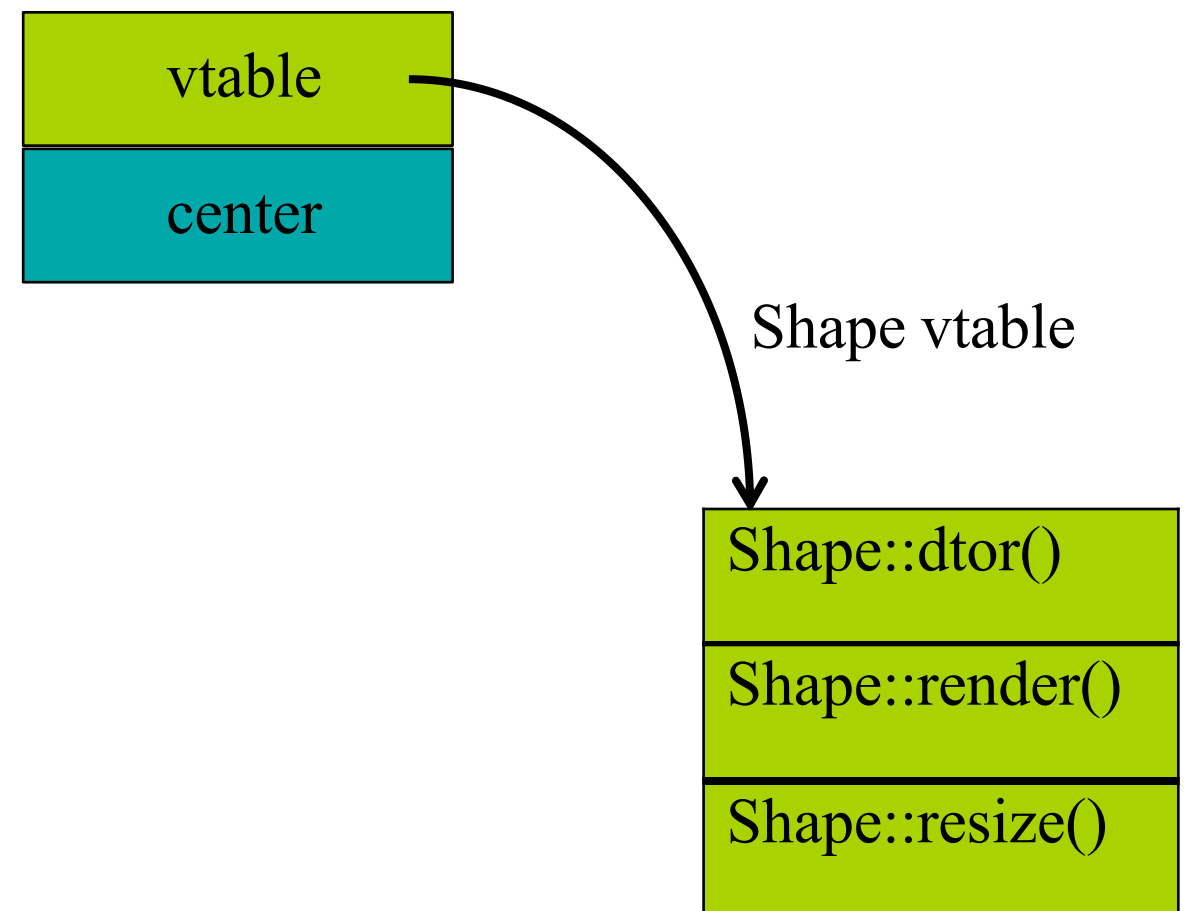 vtable
center
Shape vtable
Shape::dtor()
Shape::render()
Shape::resize()